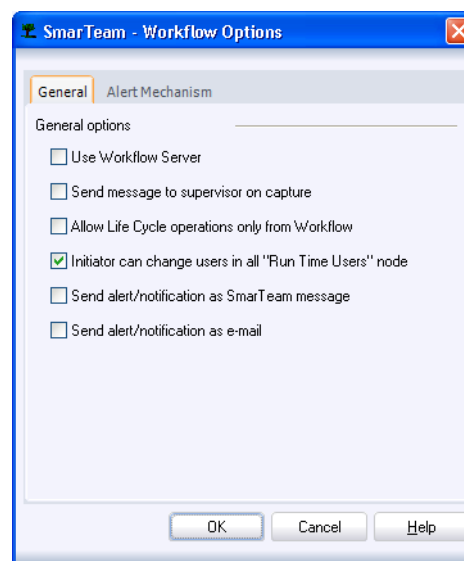 SmarTeam - Workflow Options
General Alert Mechanism
General options
Use Workflow Server
Send message to supervisor on capture
Allow Life Cycle operations only from Workflow
Initiator can change users in all "Run Time Users" node
Send alert/notification as SmarTeam message
Send alert/notification as e-mail
OK Cancel Help